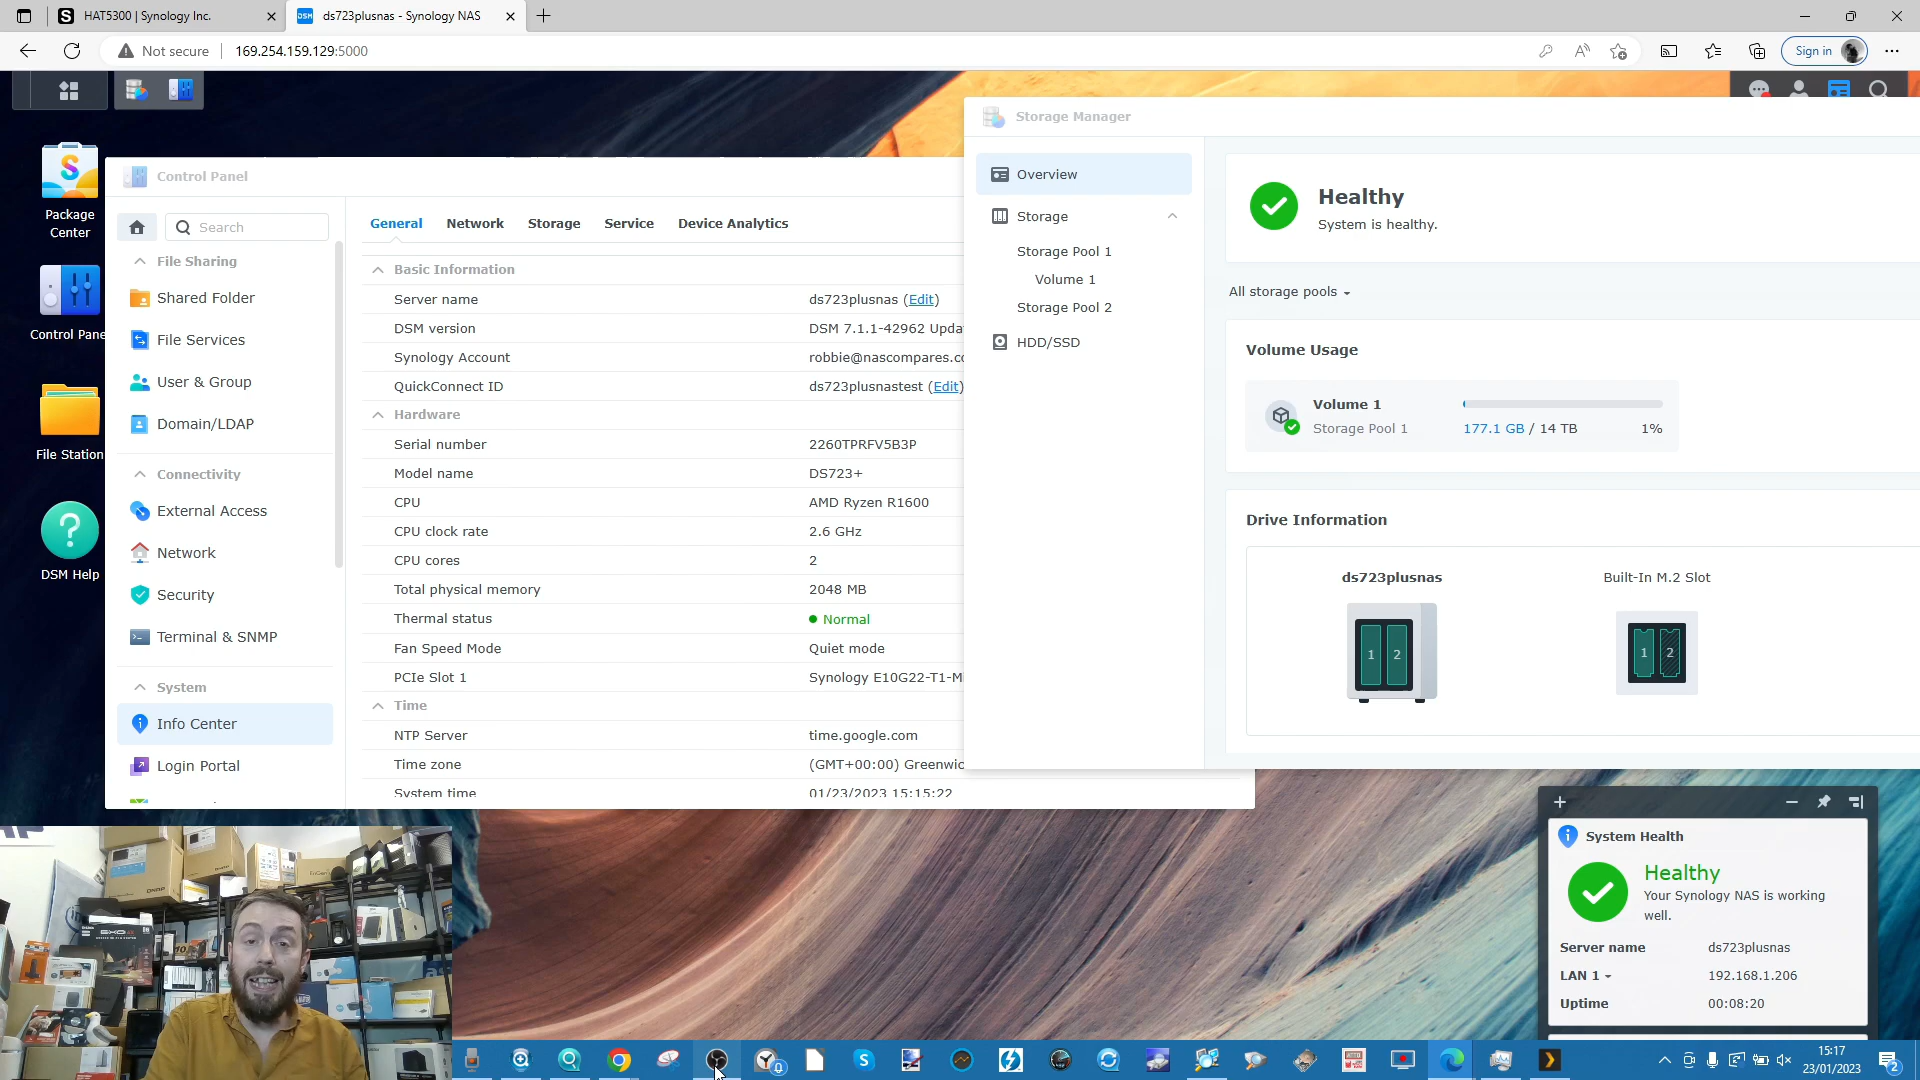 HAT5300 | Synology Inc.
ds723plusnas - Synology NAS
Not secure
169.254.159.129:5000
Sign in
Package
Center
Control Pane
File Station
DSM Help
Control Panel
Search
File Sharing
Shared Folder
File Services
User & Group
Domain/LDAP
Connectivity
External Access
Network
Security
Terminal & SNMP
System
Info Center
Login Portal
General Network Storage Service Device Analytics
Basic Information
Server name ds723plusnas (Edit)
DSM version DSM 7.1.1-42962 Upda
Synology Account robbie@nascompares.co
QuickConnect ID ds723plusnastest (Edit)
Hardware
Serial number 2260TPRFV5B3P
Model name DS723+
CPU AMD Ryzen R1600
CPU clock rate 2.6 GHz
CPU cores 2
Total physical memory 2048 MB
Thermal status Normal
Fan Speed Mode Quiet mode
PCIe Slot 1 Synology E10G22-T1-M
Time
NTP Server time.google.com
Time zone (GMT+00:00) Greenwic
System time 01/23/2023 15:15:22
Storage Manager
Overview
Storage
Storage Pool 1
Volume 1
Storage Pool 2
HDD/SSD
Healthy
System is healthy.
All storage pools
Volume Usage
Volume 1
Storage Pool 1
177.1 GB / 14 TB 1%
Drive Information
ds723plusnas
1 2
Built-In M.2 Slot
1 2
System Health
Healthy
Your Synology NAS is working
well.
Server name ds723plusnas
LAN 1 192.168.1.206
Uptime 00:08:20
15:17
23/01/2023
2